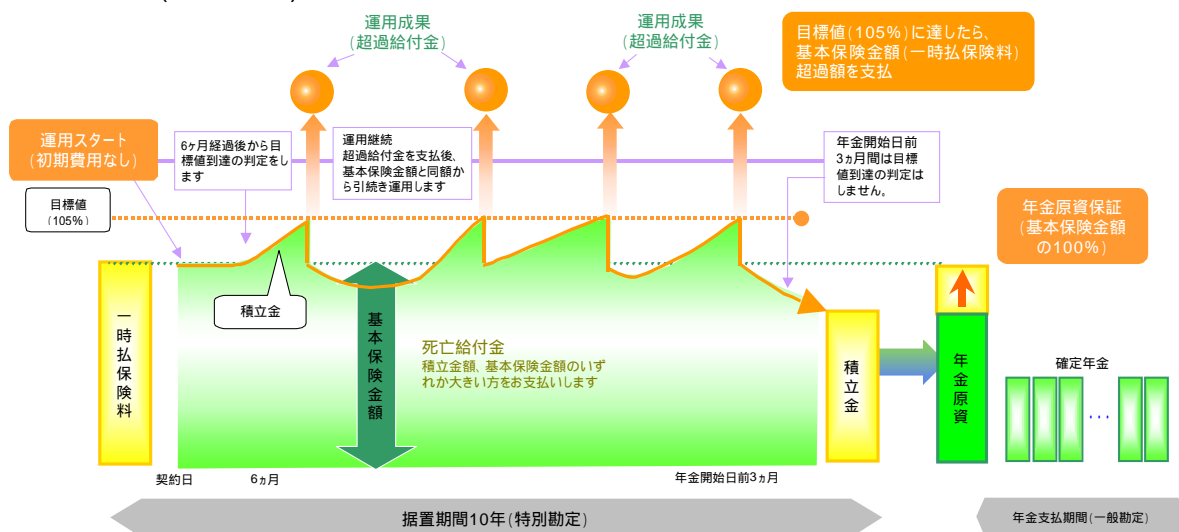 運用成果
(超過給付金)
運用成果
(超過給付金)
目標値(105%)に達したら、
基本保険金額(一時払保険料)
超過額を支払
運用スタート
(初期費用なし)
6ヶ月経過後から目
標値到達の判定をし
ます
運用継続
超過給付金を支払後、
基本保険金額と同額か
ら引続き運用します
年金開始日前
3ヵ月間は目標
値到達の判定は
しません。
目標値
(105%)
年金原資保証
(基本保険金額
の100%)
積立金
一時払保険料
基本保険金額
死亡給付金
積立金額、基本保険金額のいず
れか大きい方をお支払いします
積立金
年金原資
確定年金
・・・
契約日
6ヵ月
年金開始日前3ヵ月
据置期間10年(特別勘定)
年金支払期間(一般勘定)